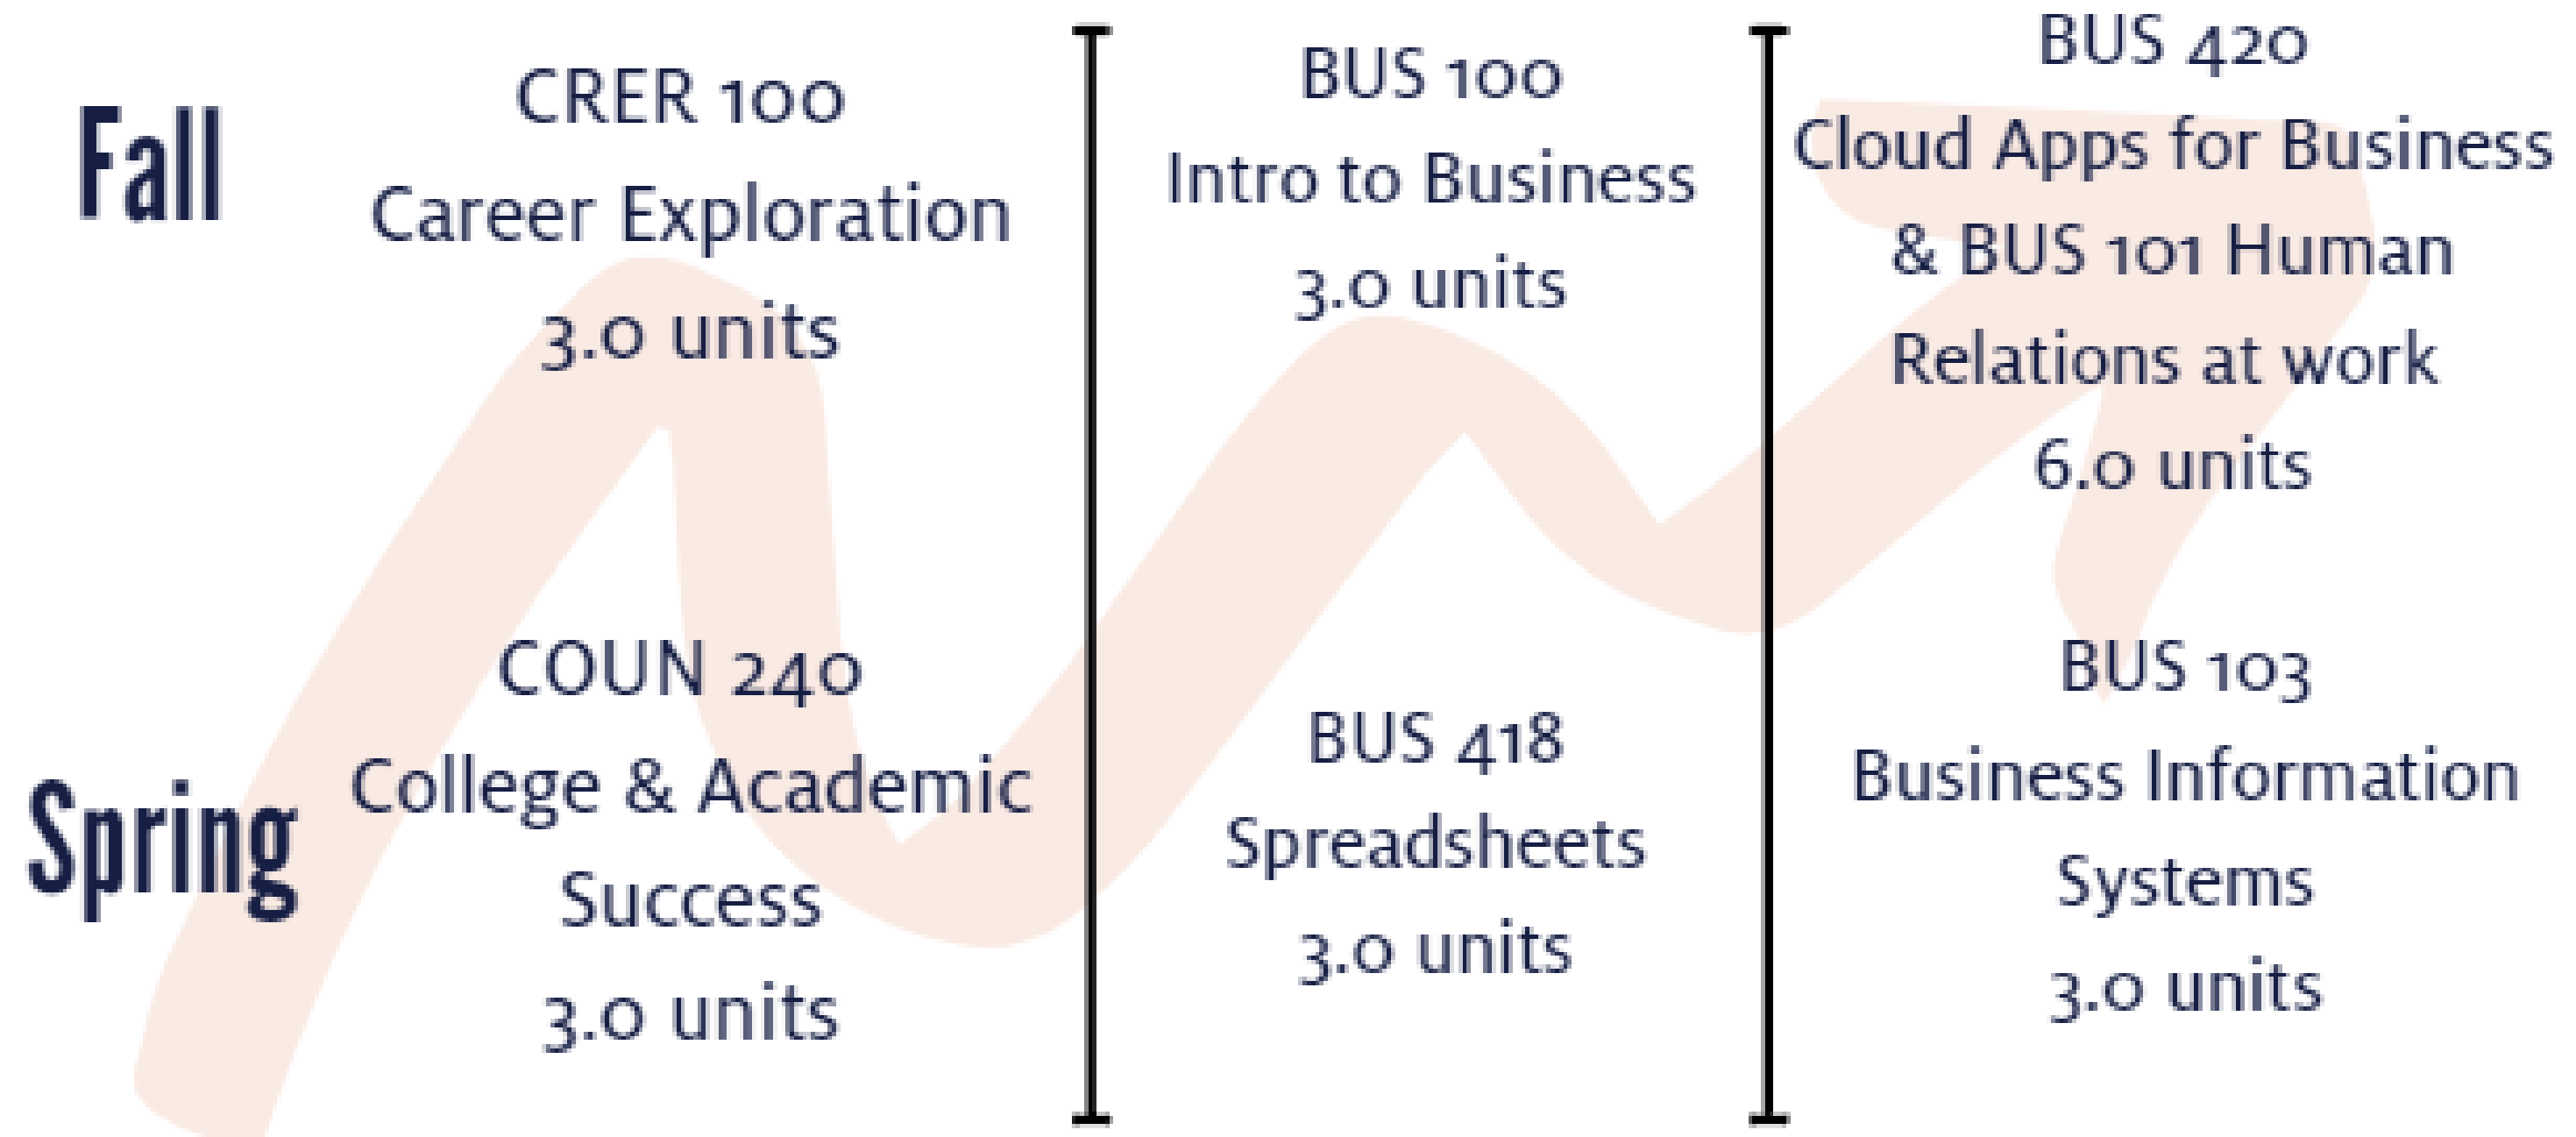 Fall
CRER 100
Career Exploration
3.0 units
BUS 100
Intro to Business
3.0 units
BUS 420
Cloud Apps for Business
& BUS 101 Human
Relations at work
6.0 units
Spring
COUN 240
College & Academic
Success
3.0 units
BUS 418
Spreadsheets
3.0 units
BUS 103
Business Information
Systems
3.0 units